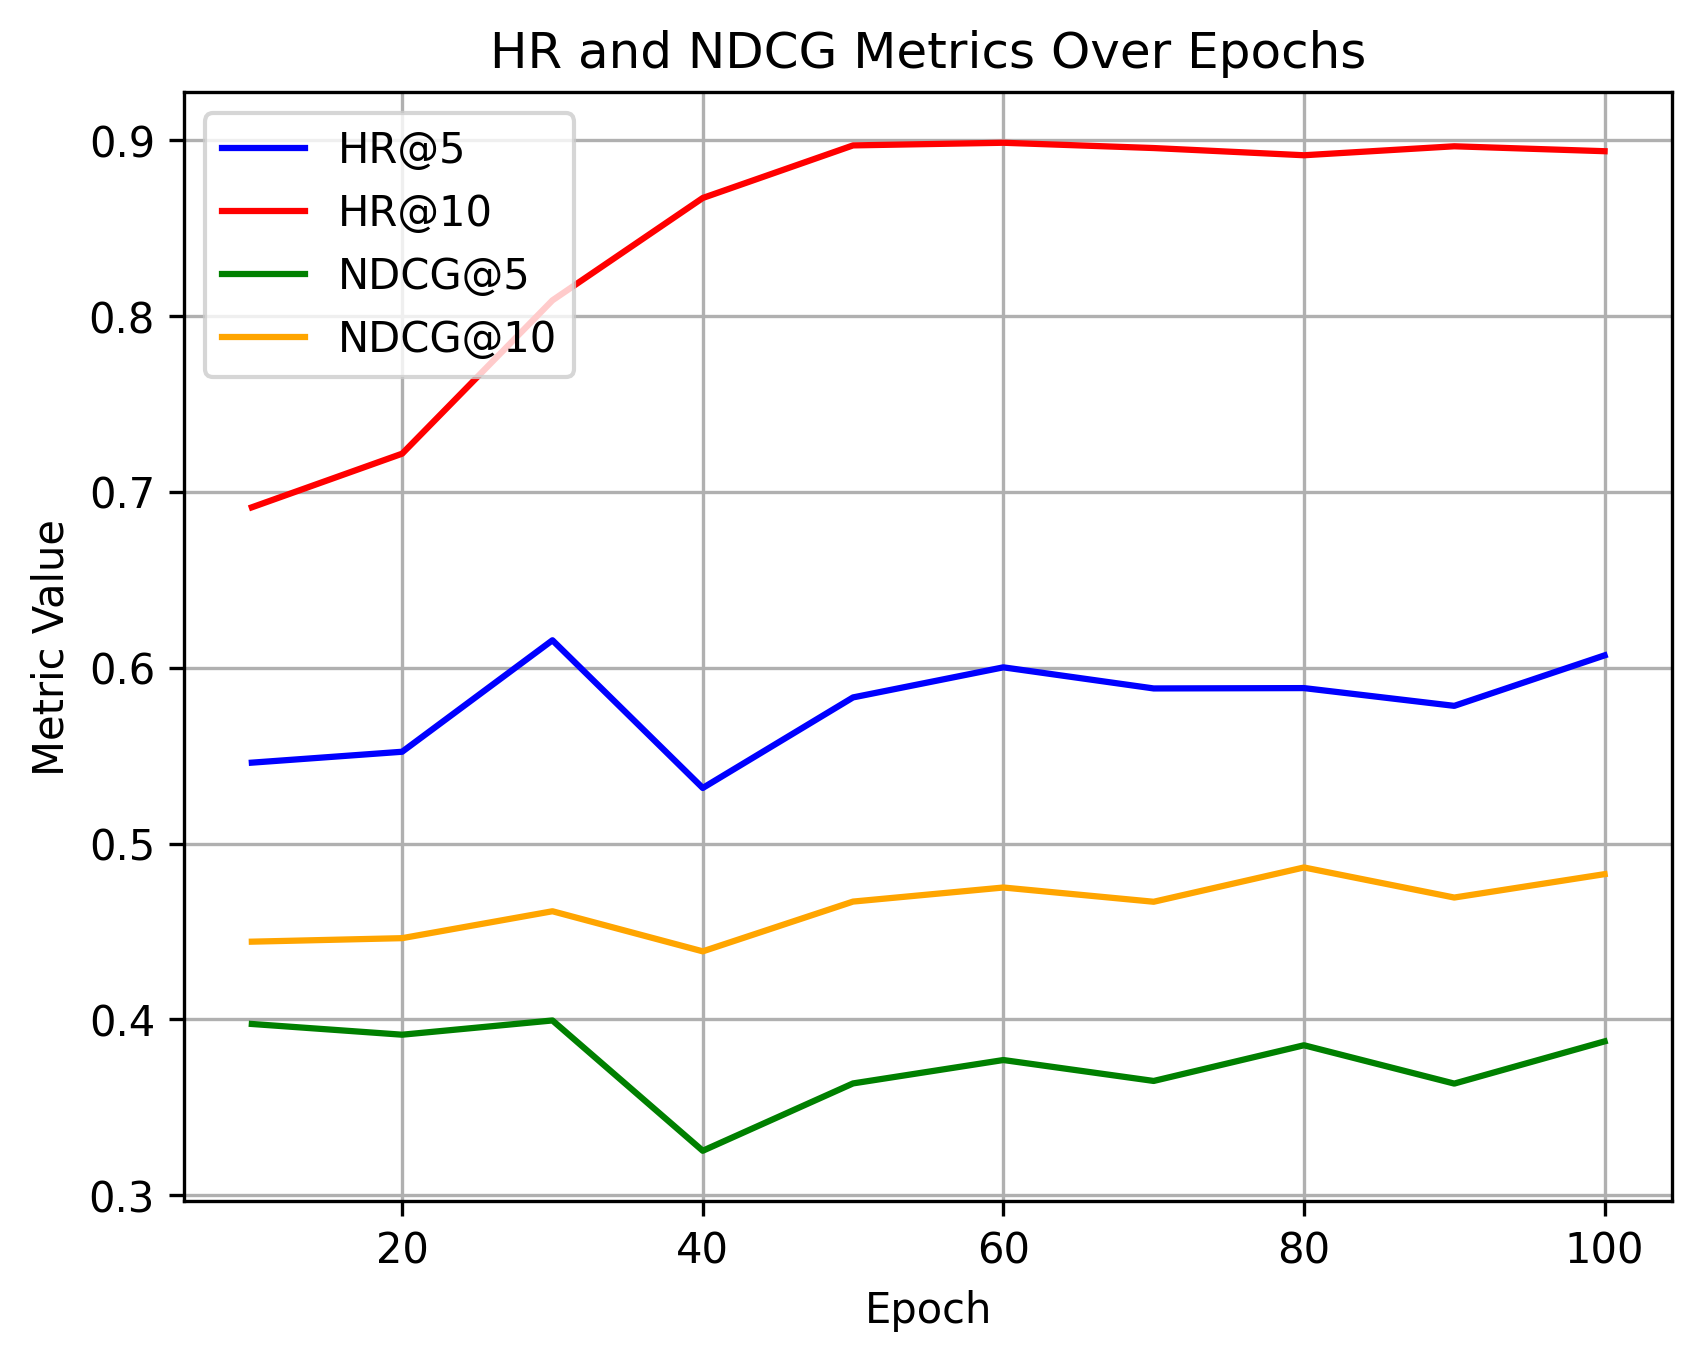 HR and NDCG Metrics Over Epochs
HR@5
HR@10
NDCG@5
NDCG@10
Metric Value
0.9
0.8
0.7
0.6
0.5
0.4
0.3
20 40 60 80 100
Epoch